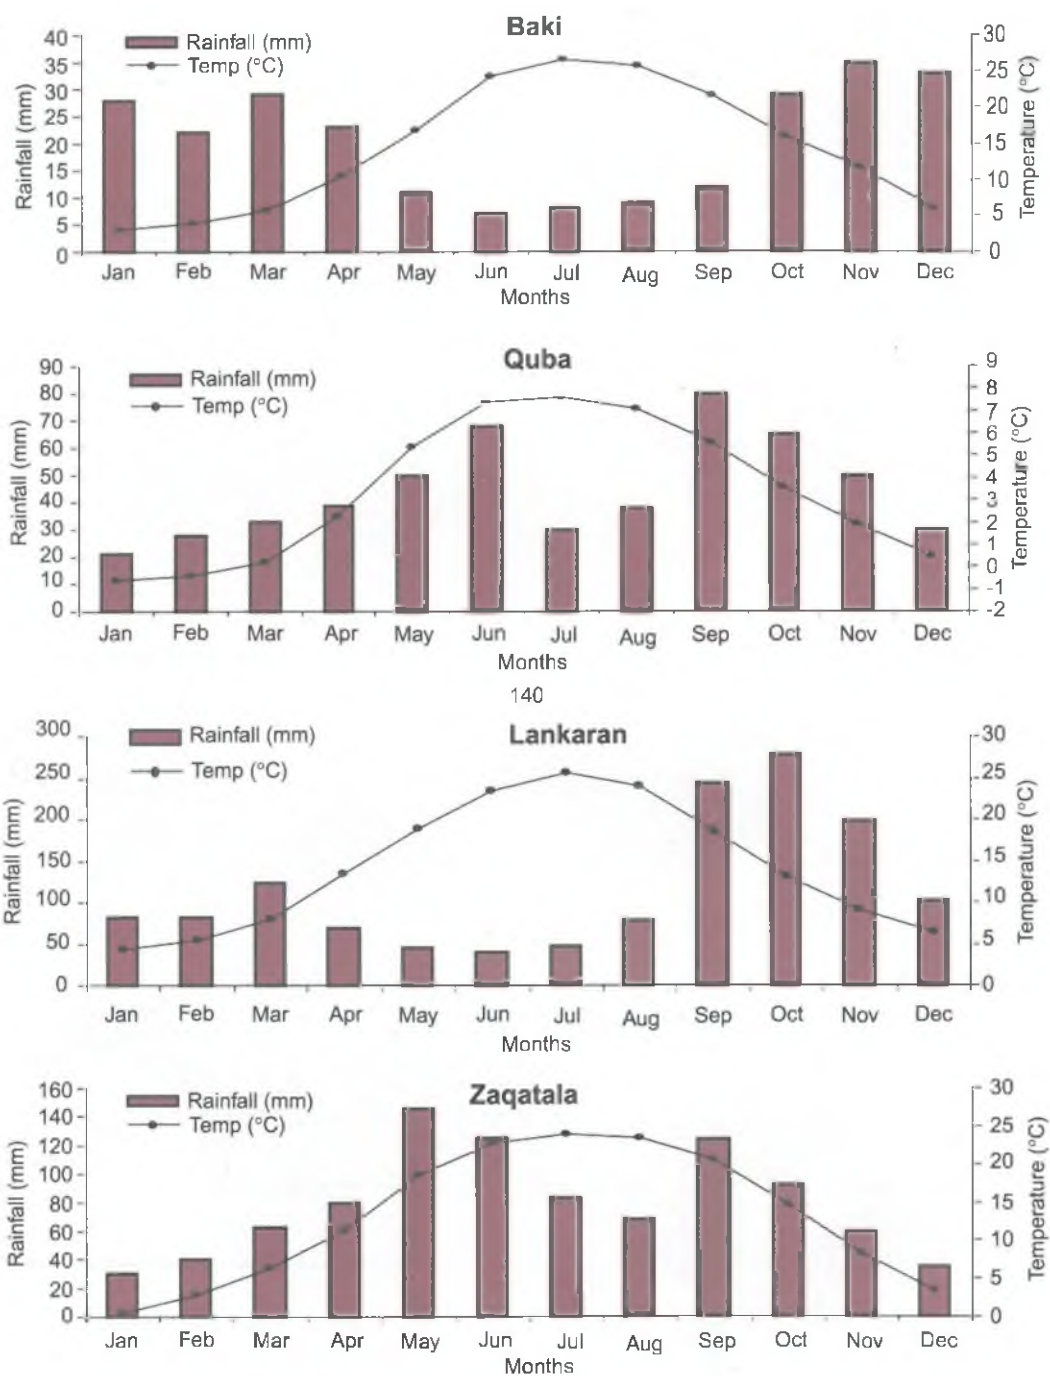 Baki
Rainfall (mm)
Temp (°C)
40
35
30
25
20
15
10
5
0
Rainfall (mm)
30
25
20
15
10
5
0
Temperature (°C)
Jan Feb Mar Apr May Jun Jul Aug Sep Oct Nov Dec
Months
Quba
Rainfall (mm)
Temp (°C)
90
80
70
60
50
40
30
20
10
0
Rainfall (mm)
9
8
7
6
5
4
3
2
1
0
-1
-2
Temperature (°C)
Jan Feb Mar Apr May Jun Jul Aug Sep Oct Nov Dec
Months
140
Lankaran
Rainfall (mm)
Temp (°C)
300
250
200
150
100
50
0
Rainfall (mm)
30
25
20
15
10
5
0
Temperature (°C)
Jan Feb Mar Apr May Jun Jul Aug Sep Oct Nov Dec
Months
Zaqatala
Rainfall (mm)
Temp (°C)
160
140
120
100
80
60
40
20
0
Rainfall (mm)
30
25
20
15
10
5
0
Temperature (°C)
Jan Feb Mar Apr May Jun Jul Aug Sep Oct Nov Dec
Months